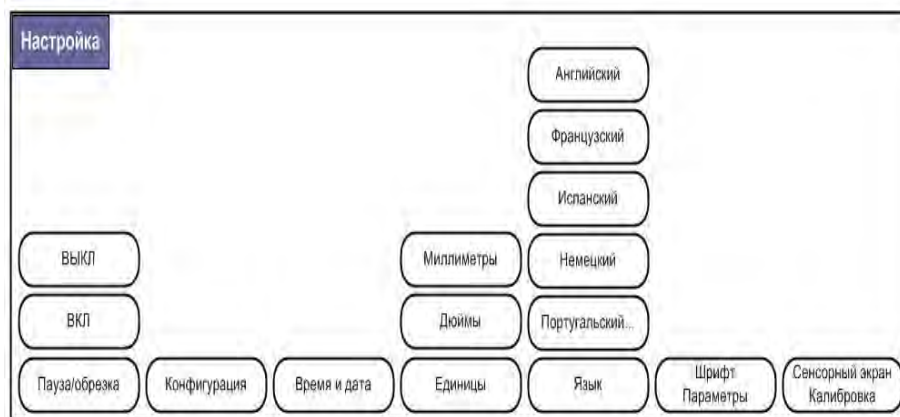 Настройка
Английский
Французский
Испанский
ВЫКЛ
Миллиметры
Немецкий
ВКЛ
Дюймы
Португальский...
Пауза/обрезка
Конфигурация
Время и дата
Единицы
Язык
Шрифт
Параметры
Сенсорный экран
Калибровка